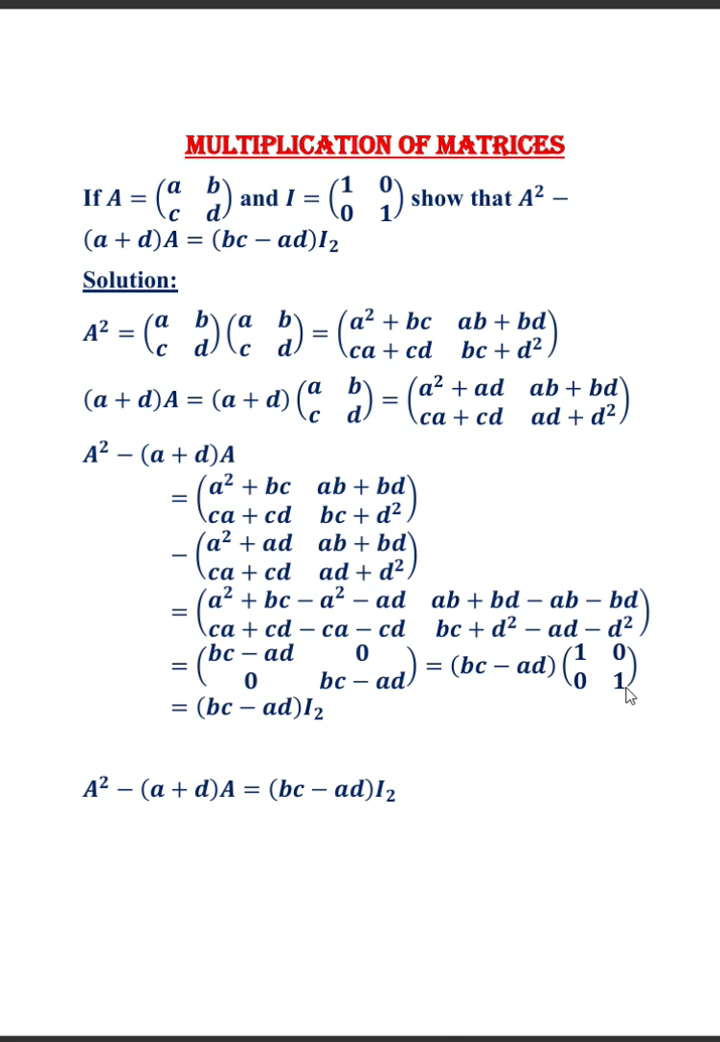 MULTIPLICATION OF MATRICES
If A = (a b; c d) and I = (1 0; 0 1) show that A² −
(a + d)A = (bc − ad)I₂
Solution:
A² = (a b; c d)(a b; c d) = (a² + bc ab + bd; ca + cd bc + d²)
(a + d)A = (a + d)(a b; c d) = (a² + ad ab + bd; ca + cd ad + d²)
A² − (a + d)A
= (a² + bc ab + bd; ca + cd bc + d²)
− (a² + ad ab + bd; ca + cd ad + d²)
= (a² + bc − a² − ad ab + bd − ab − bd; ca + cd − ca − cd bc + d² − ad − d²)
= (bc − ad 0; 0 bc − ad) = (bc − ad)(1 0; 0 1)
= (bc − ad)I₂
A² − (a + d)A = (bc − ad)I₂